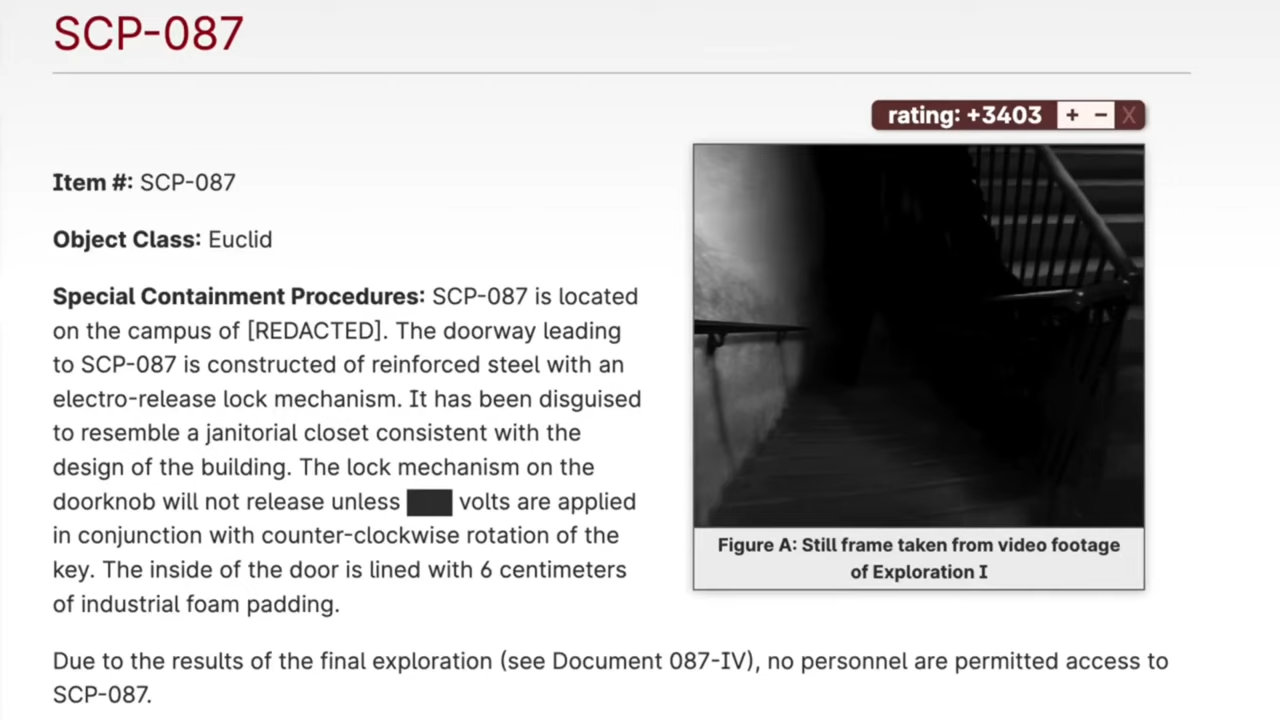 SCP-087
rating: +3403 + − X
Item #: SCP-087
Object Class: Euclid
Special Containment Procedures: SCP-087 is located
on the campus of [REDACTED]. The doorway leading
to SCP-087 is constructed of reinforced steel with an
electro-release lock mechanism. It has been disguised
to resemble a janitorial closet consistent with the
design of the building. The lock mechanism on the
doorknob will not release unless ███ volts are applied
in conjunction with counter-clockwise rotation of the
key. The inside of the door is lined with 6 centimeters
of industrial foam padding.
Figure A: Still frame taken from video footage
of Exploration I
Due to the results of the final exploration (see Document 087-IV), no personnel are permitted access to
SCP-087.